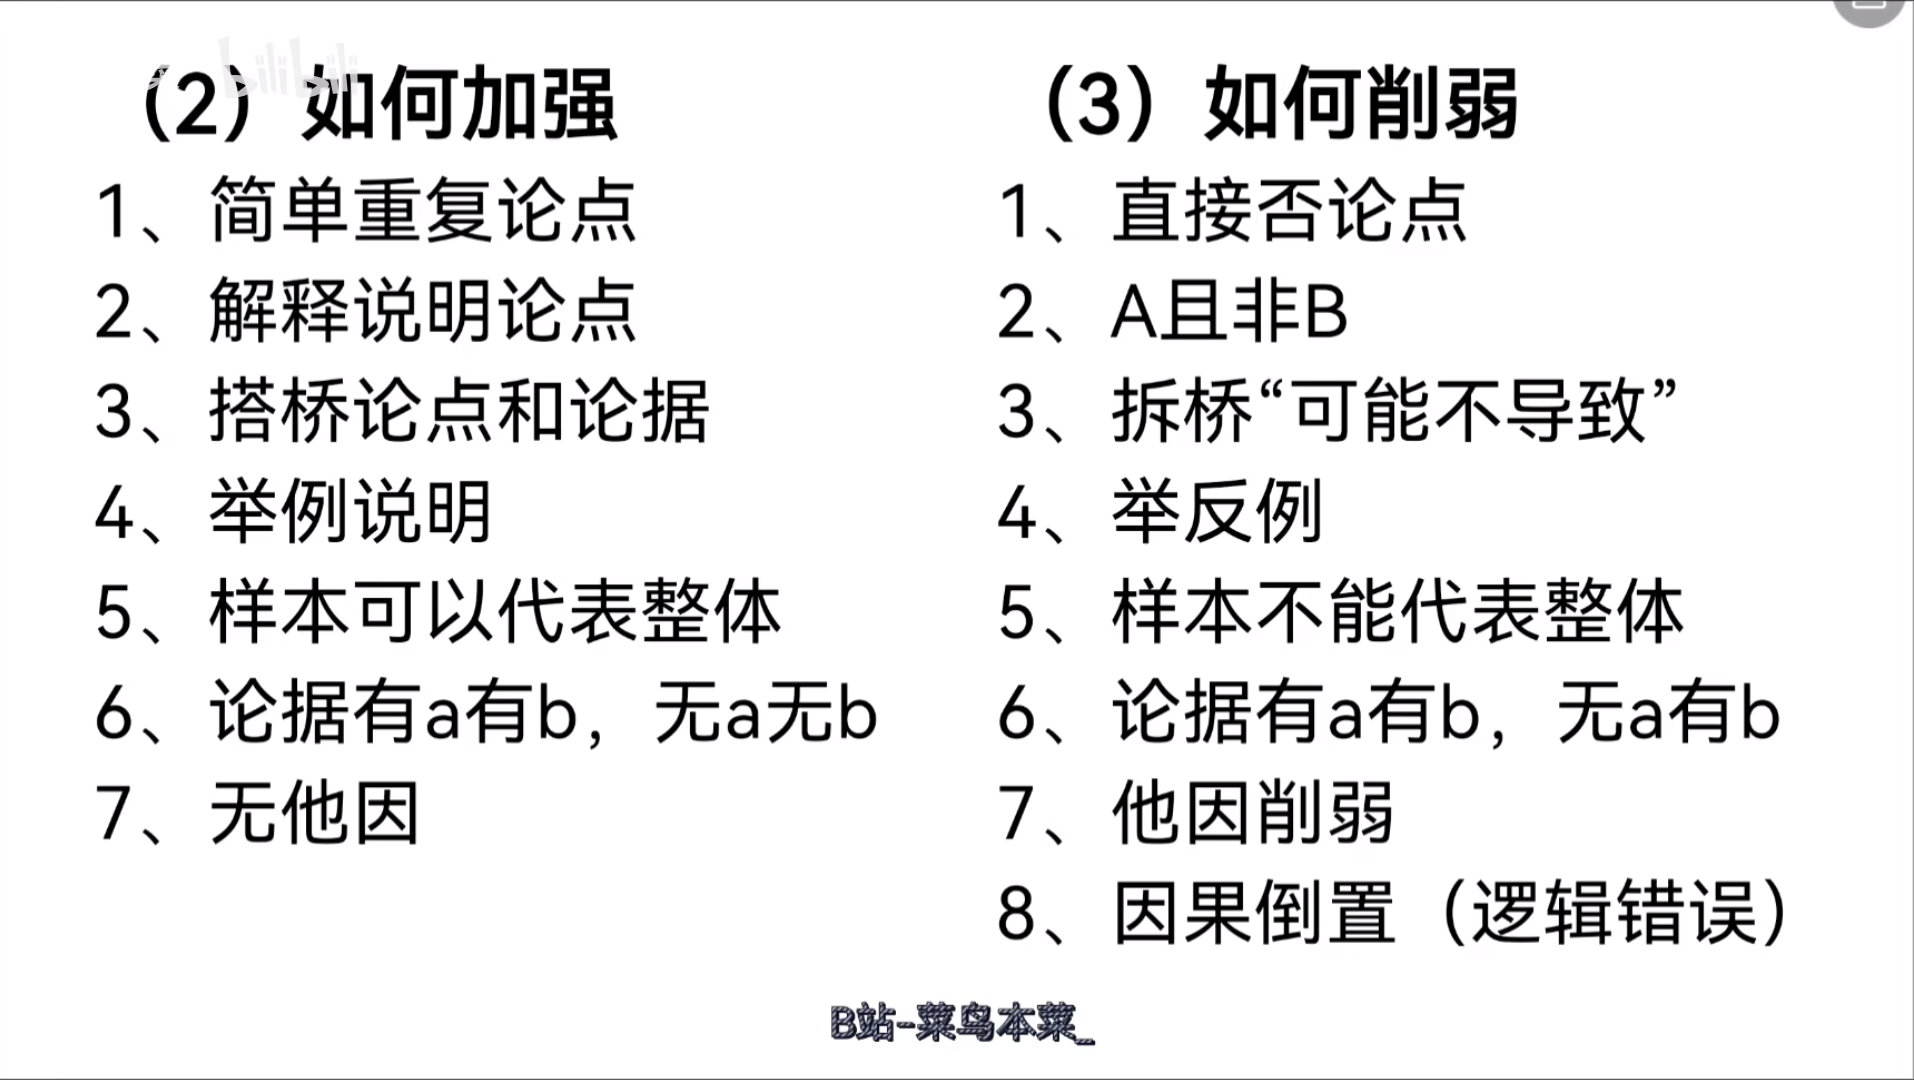 bilibili
(2)如何加强
1、简单重复论点
2、解释说明论点
3、搭桥论点和论据
4、举例说明
5、样本可以代表整体
6、论据有a有b，无a无b
7、无他因
(3)如何削弱
1、直接否论点
2、A且非B
3、拆桥“可能不导致”
4、举反例
5、样本不能代表整体
6、论据有a有b，无a有b
7、他因削弱
8、因果倒置（逻辑错误）
B站-菜鸟本菜_